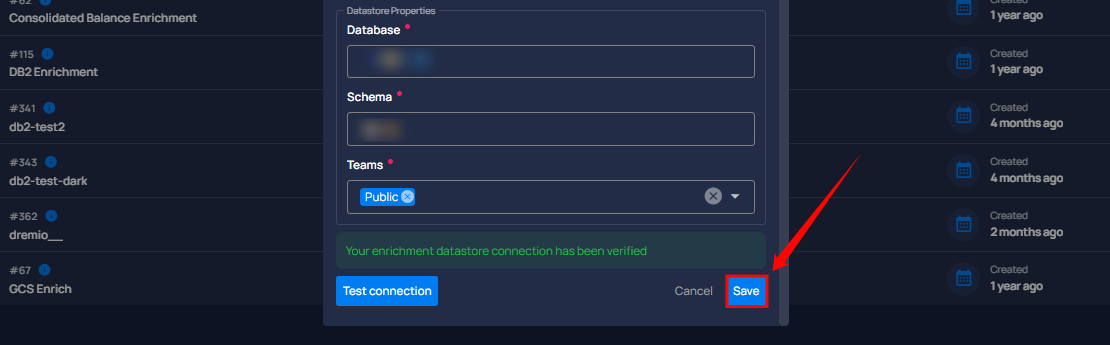 #62
Consolidated Balance Enrichment
#115
DB2 Enrichment
#341
db2-test2
#343
db2-test-dark
#362
dremio__
#67
GCS Enrich
Datastore Properties
Database
Schema
Teams
Public
Your enrichment datastore connection has been verified
Test connection
Cancel
Save
Created
1 year ago
Created
1 year ago
Created
4 months ago
Created
4 months ago
Created
2 months ago
Created
1 year ago